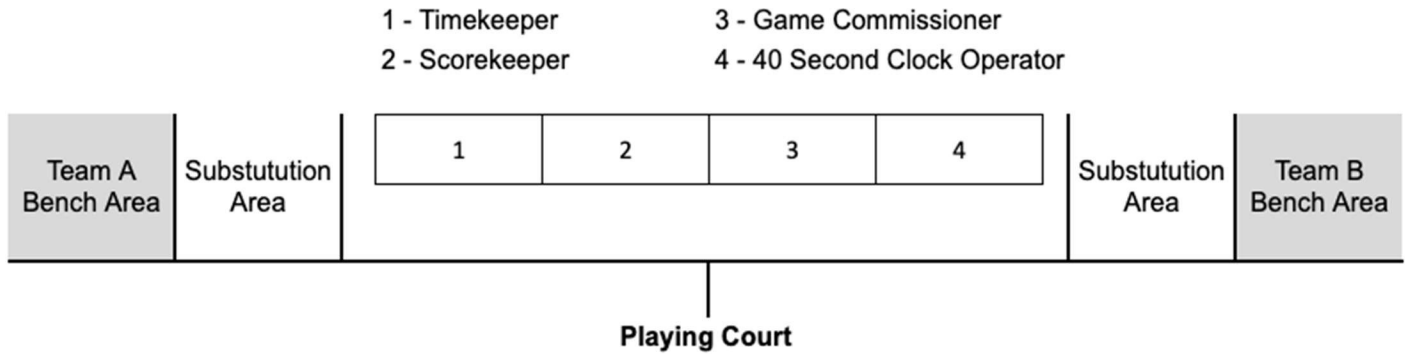 1 - Timekeeper
3 - Game Commissioner
2 - Scorekeeper
4 - 40 Second Clock Operator
Team A
Bench Area
Substutution
Area
1
2
3
4
Substutution
Area
Team B
Bench Area
Playing Court